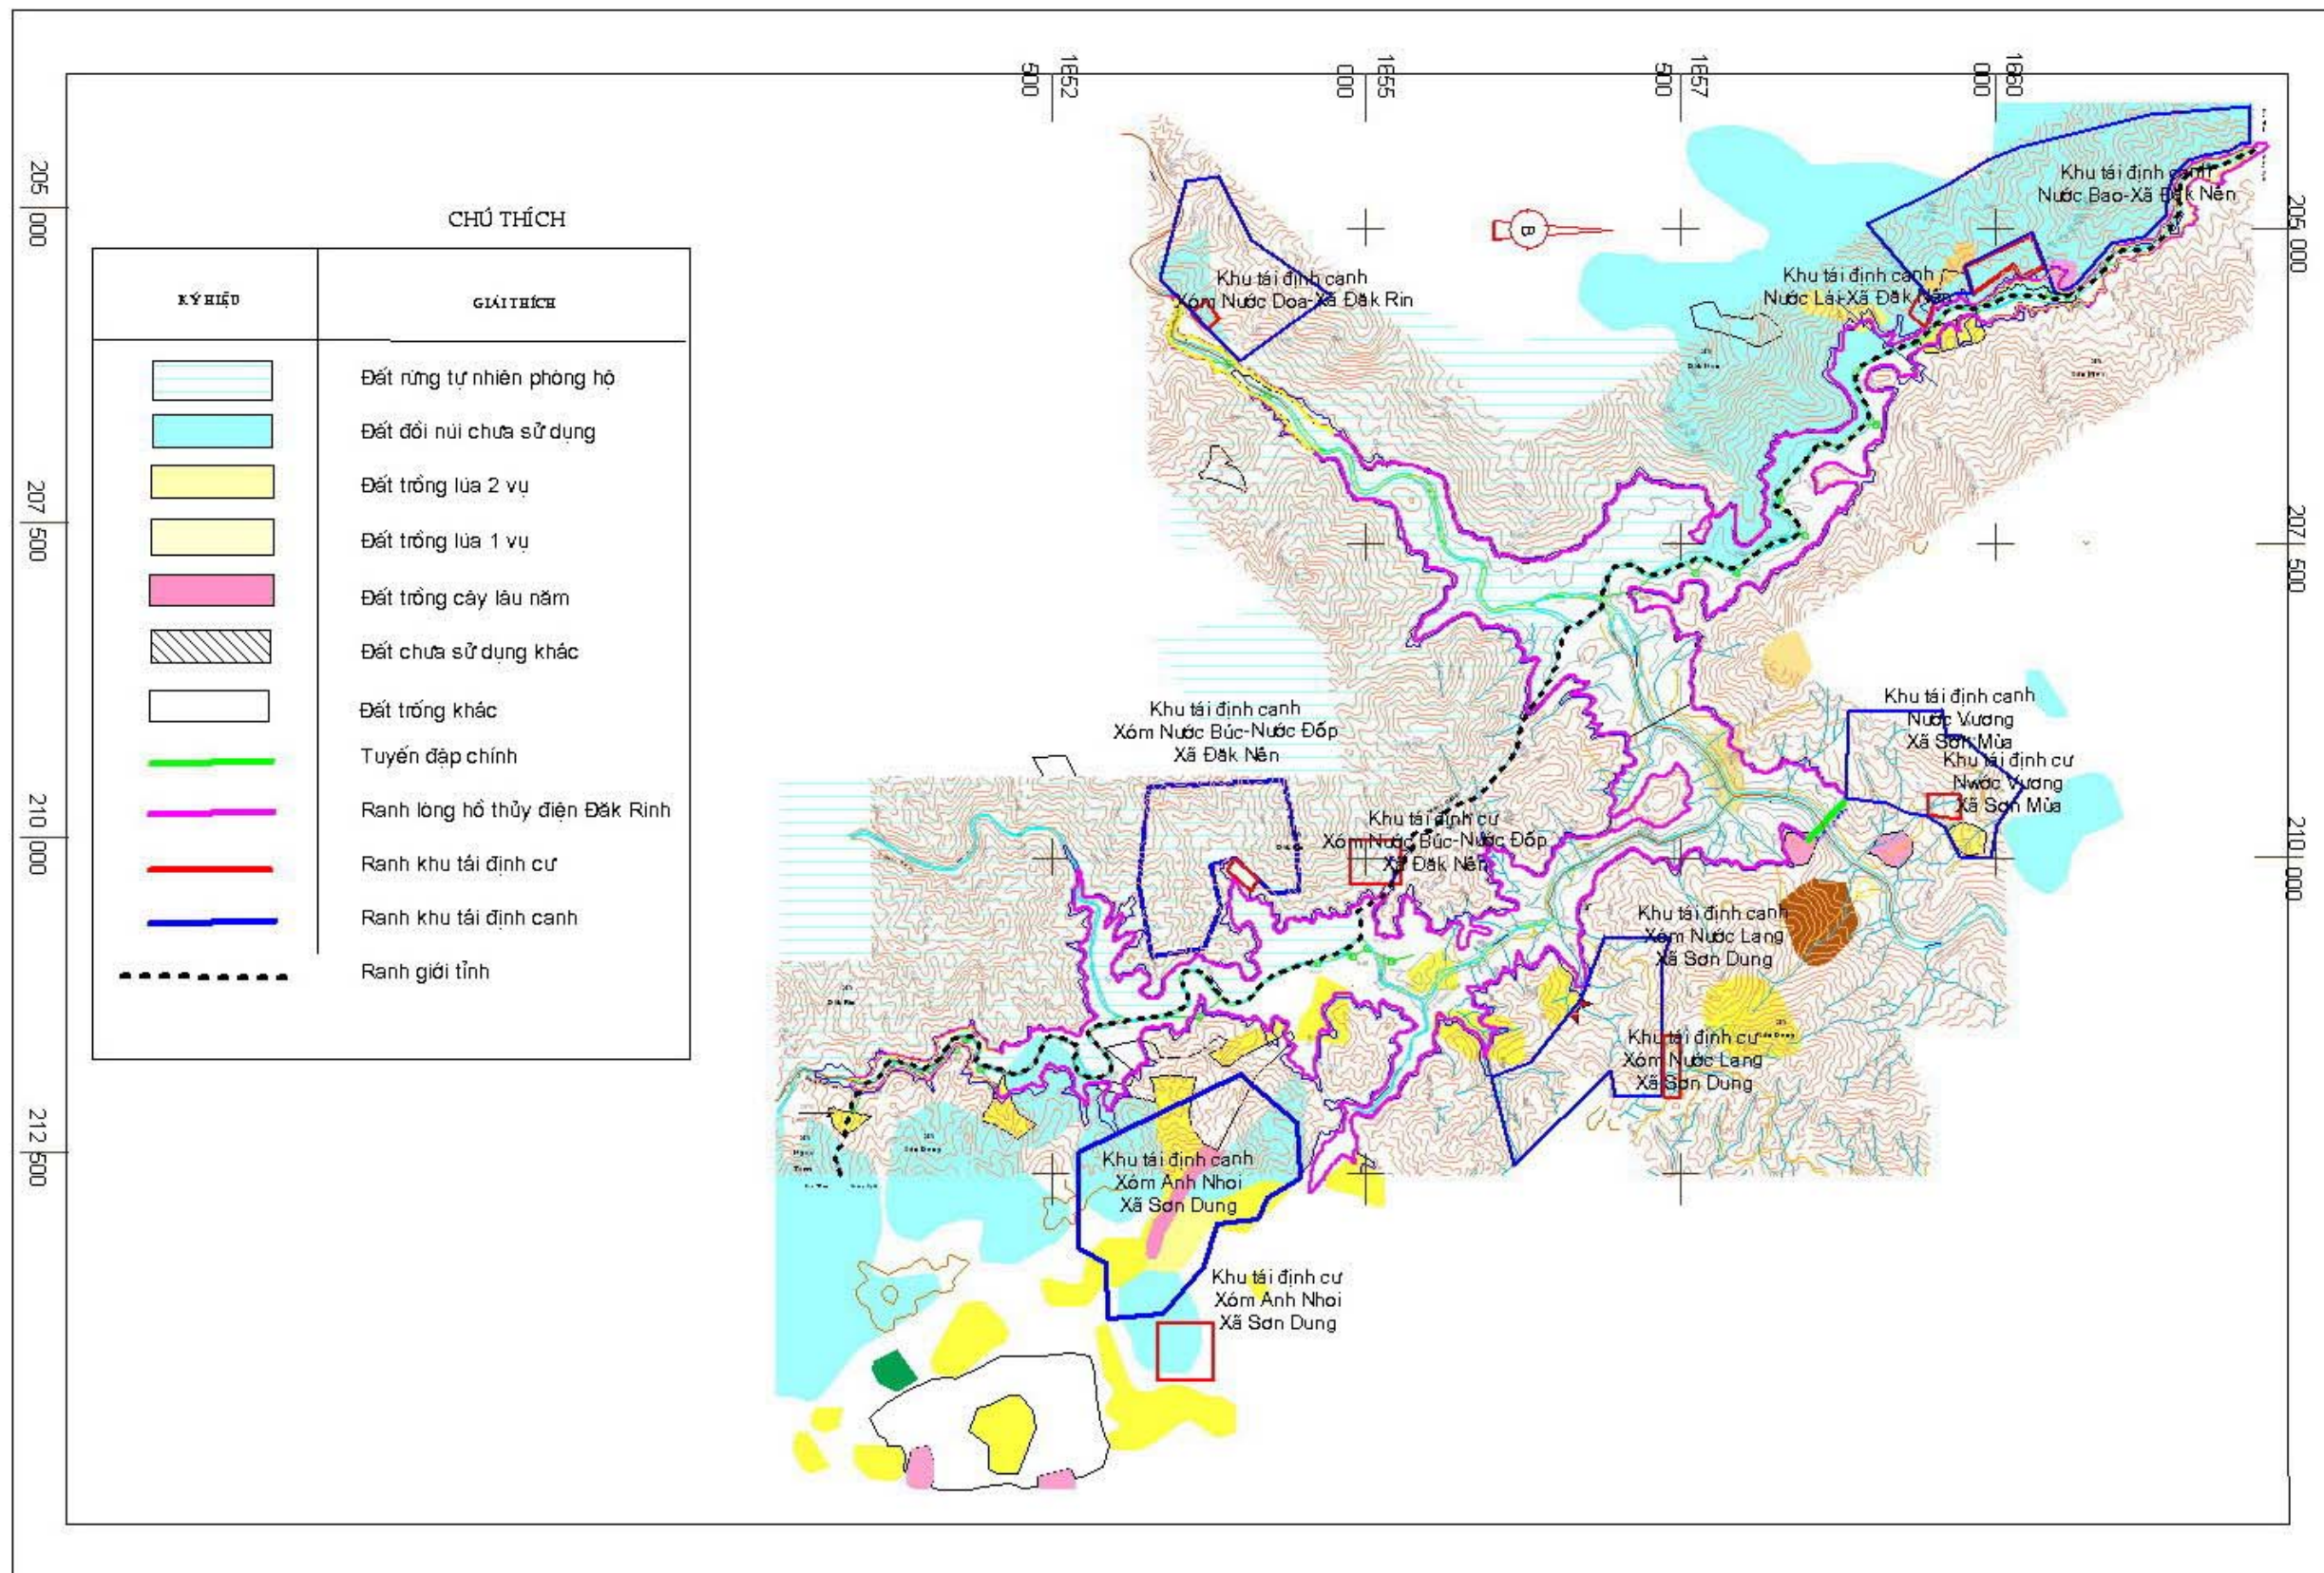 1652
500
1655
000
1657
500
1660
000
205
000
207
500
210
000
212
500
205 000
207 500
210 000
CHÚ THÍCH
KÝ HIỆU
GIẢI THÍCH
Đất rừng tự nhiên phòng hộ
Đất đồi núi chưa sử dụng
Đất trồng lúa 2 vụ
Đất trồng lúa 1 vụ
Đất trồng cây lâu năm
Đất chưa sử dụng khác
Đất trống khác
Tuyến đập chính
Ranh lòng hồ thủy điện Đăk Rinh
Ranh khu tái định cư
Ranh khu tái định canh
Ranh giới tỉnh
B
Khu tái định canh
Nước Bao-Xã Đăk Nên
Khu tái định canh
Xóm Nước Doa-Xã Đăk Rin
Khu tái định canh
Nước Lái-Xã Đăk Nên
Khu tái định canh
Xóm Nước Búc-Nước Đốp
Xã Đăk Nên
Khu tái định canh
Nước Vương
Xã Sơn Mùa
Khu tái định cư
Nước Vương
Xã Sơn Mùa
Khu tái định cư
Xóm Nước Búc-Nước Đốp
Xã Đăk Nên
Khu tái định canh
Xóm Nước Lang
Xã Sơn Dung
Khu tái định cư
Xóm Nước Lang
Xã Sơn Dung
Khu tái định canh
Xóm Anh Nhoi
Xã Sơn Dung
Khu tái định cư
Xóm Anh Nhoi
Xã Sơn Dung